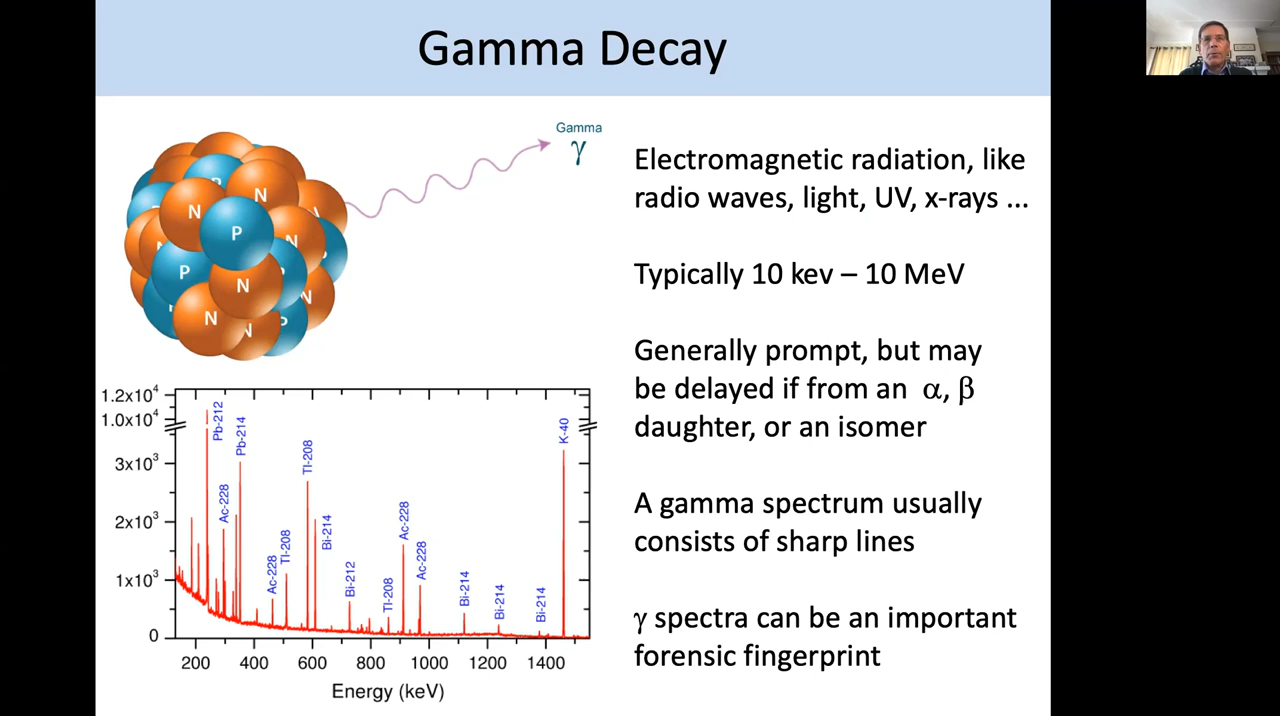 Gamma Decay
Gamma
γ
N
P
N
P
N
P
N
P
N
N
P
N
N
P
Electromagnetic radiation, like
radio waves, light, UV, x-rays ...
Typically 10 kev – 10 MeV
Generally prompt, but may
be delayed if from an α, β
daughter, or an isomer
A gamma spectrum usually
consists of sharp lines
γ spectra can be an important
forensic fingerprint
1.2x10⁴
1.0x10⁴
3x10³
2x10³
1x10³
0
Pb-212
Ac-228
Pb-214
Ac-228
Tl-208
Tl-208
Bi-214
Bi-212
Tl-208
Ac-228
Ac-228
Bi-214
Bi-214
Bi-214
K-40
200 400 600 800 1000 1200 1400
Energy (keV)